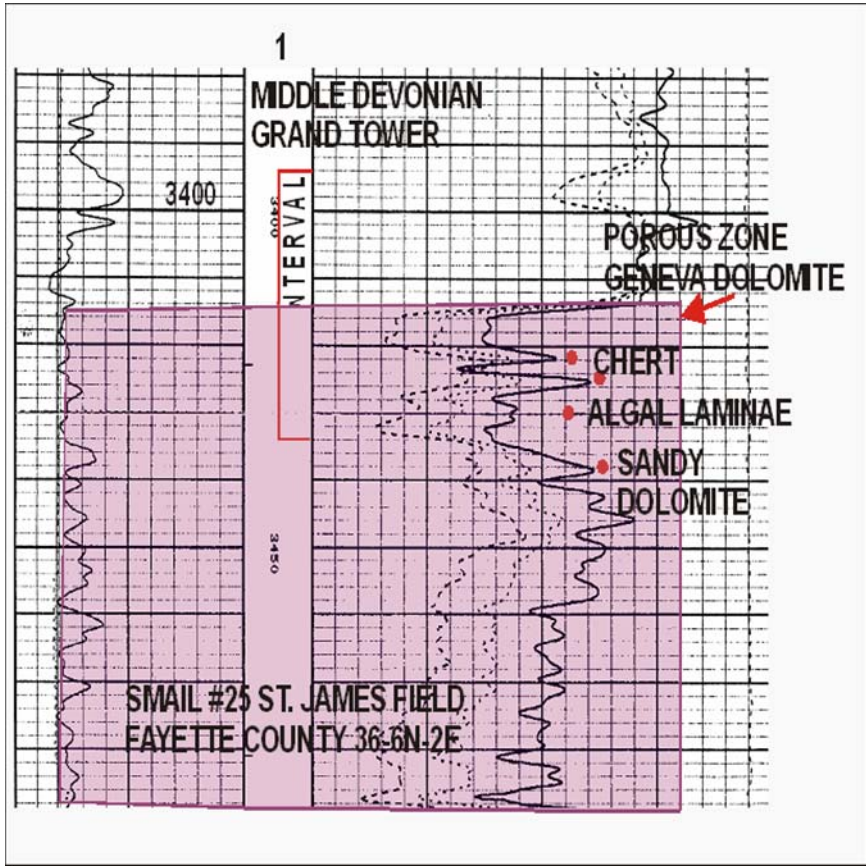 1
MIDDLE DEVONIAN
GRAND TOWER
3400
3400
NTERVAL
POROUS ZONE
GENEVA DOLOMITE
CHERT
ALGAL LAMINAE
SANDY
DOLOMITE
3450
SMAIL #25 ST. JAMES FIELD
FAYETTE COUNTY 36-6N-2E